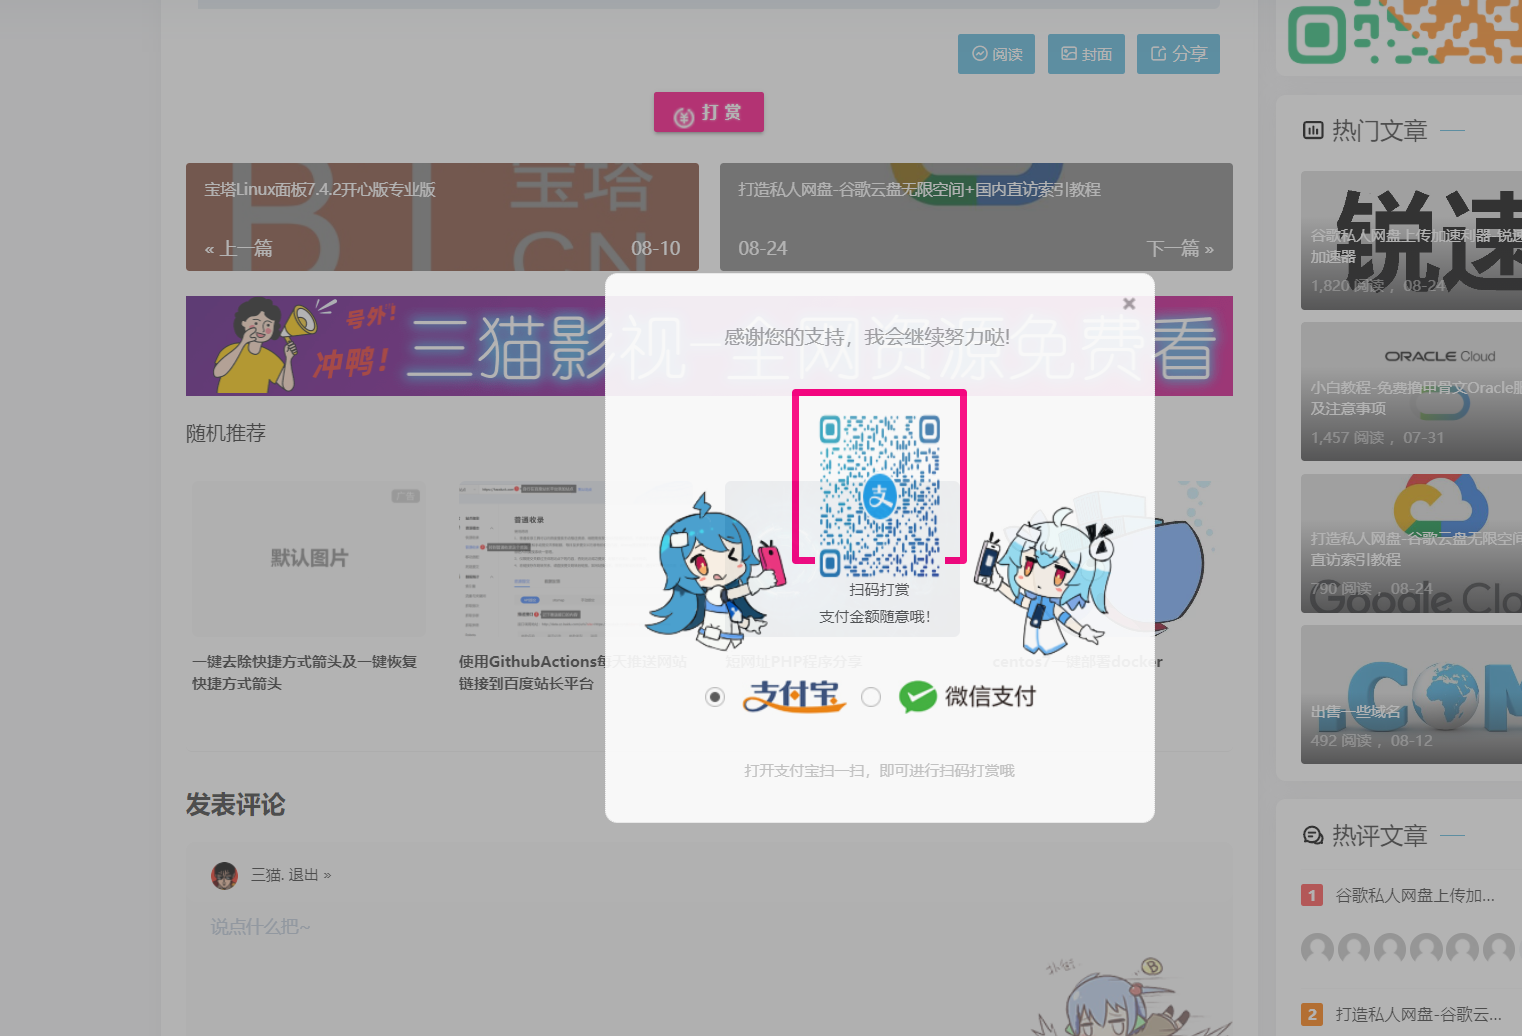 阅读
封面
分享
打 赏
宝塔Linux面板7.4.2开心版专业版
« 上一篇
08-10
打造私人网盘-谷歌云盘无限空间+国内直访索引教程
08-24
下一篇 »
号外!
冲鸭!
三猫影视-全网资源免费看
随机推荐
广告
默认图片
普通收录
一键去除快捷方式箭头及一键恢复
快捷方式箭头
使用GithubActions每天推送网站
链接到百度站长平台
短网址PHP程序分享
centos7一键部署docker
×
感谢您的支持，我会继续努力哒!
支
扫码打赏
支付金额随意哦！
支付宝
微信支付
打开支付宝扫一扫，即可进行扫码打赏哦
发表评论
三猫. 退出 »
说点什么把~
热门文章
锐速
谷歌私人网盘上传加速利器-锐速
加速器
1,820 阅读 ，08-24
ORACLE Cloud
小白教程-免费撸甲骨文Oracle服
及注意事项
1,457 阅读 ，07-31
打造私人网盘-谷歌云盘无限空间
直访索引教程
790 阅读 ，08-24
Google Clo
.COM
出售一些域名
492 阅读 ，08-12
热评文章
1 谷歌私人网盘上传加...
2 打造私人网盘-谷歌云...